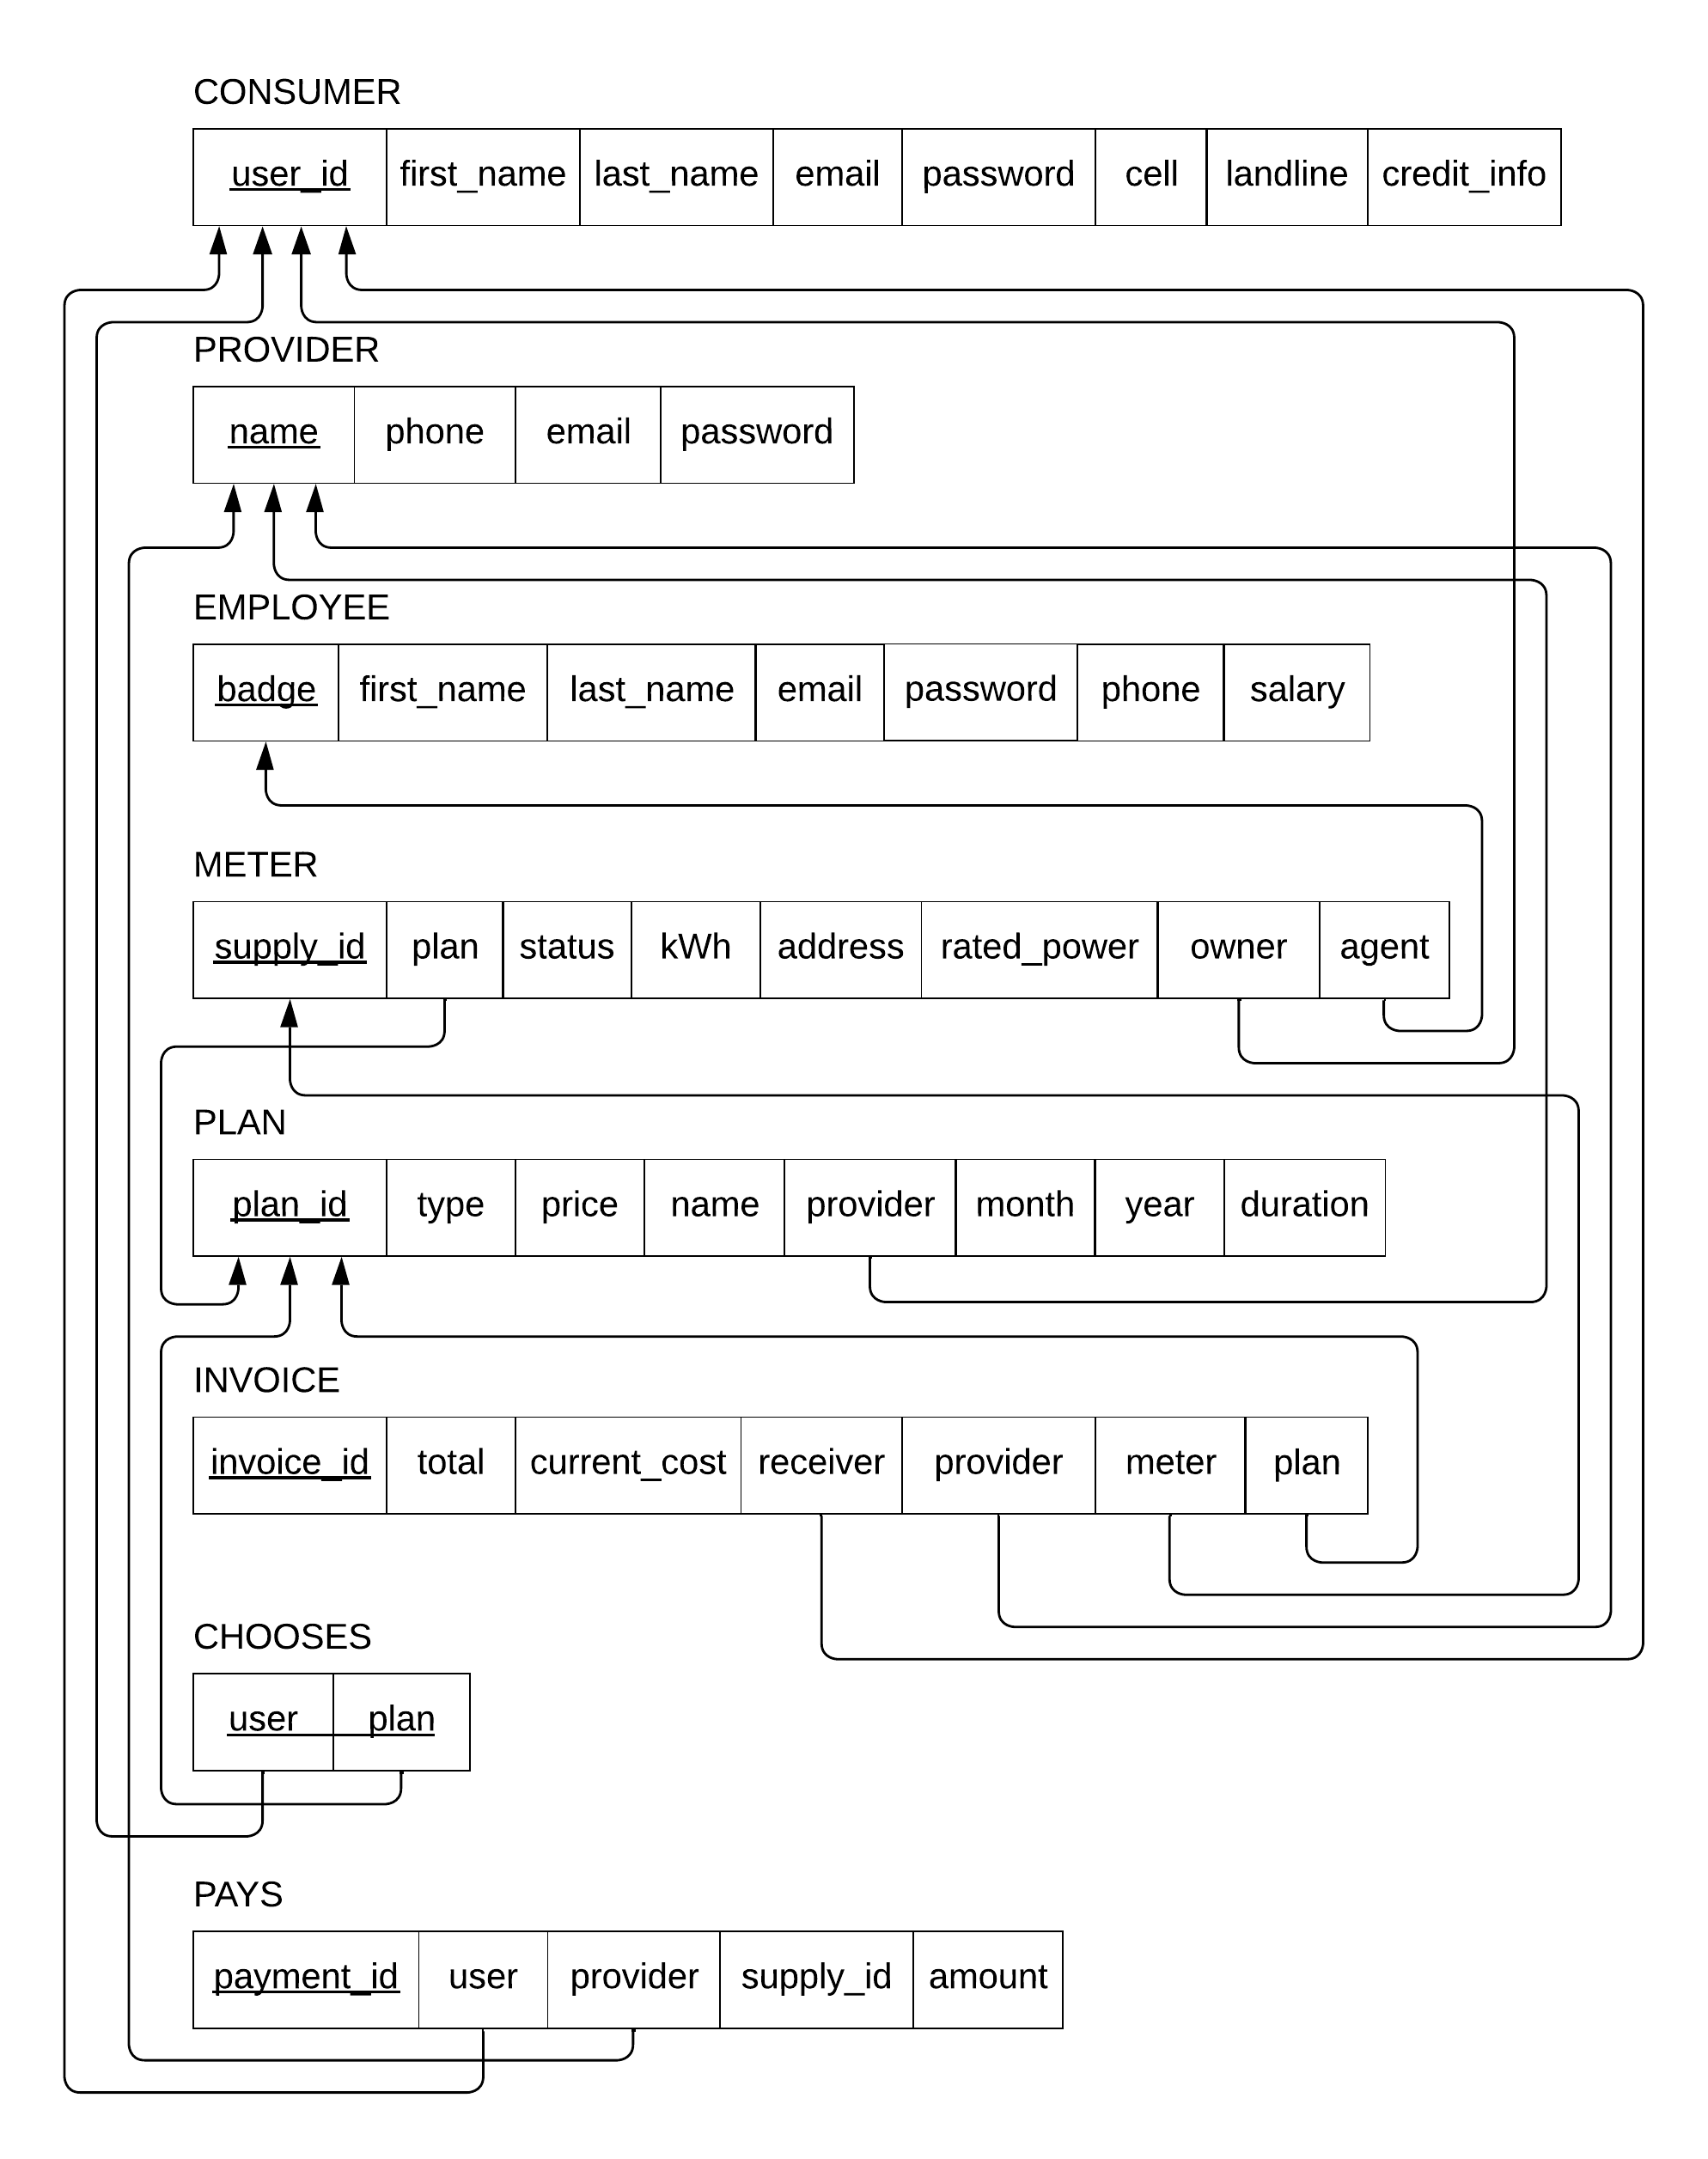 CONSUMER
user_id first_name last_name email password cell landline credit_info
PROVIDER
name phone email password
EMPLOYEE
badge first_name last_name email password phone salary
METER
supply_id plan status kWh address rated_power owner agent
PLAN
plan_id type price name provider month year duration
INVOICE
invoice_id total current_cost receiver provider meter plan
CHOOSES
user plan
PAYS
payment_id user provider supply_id amount